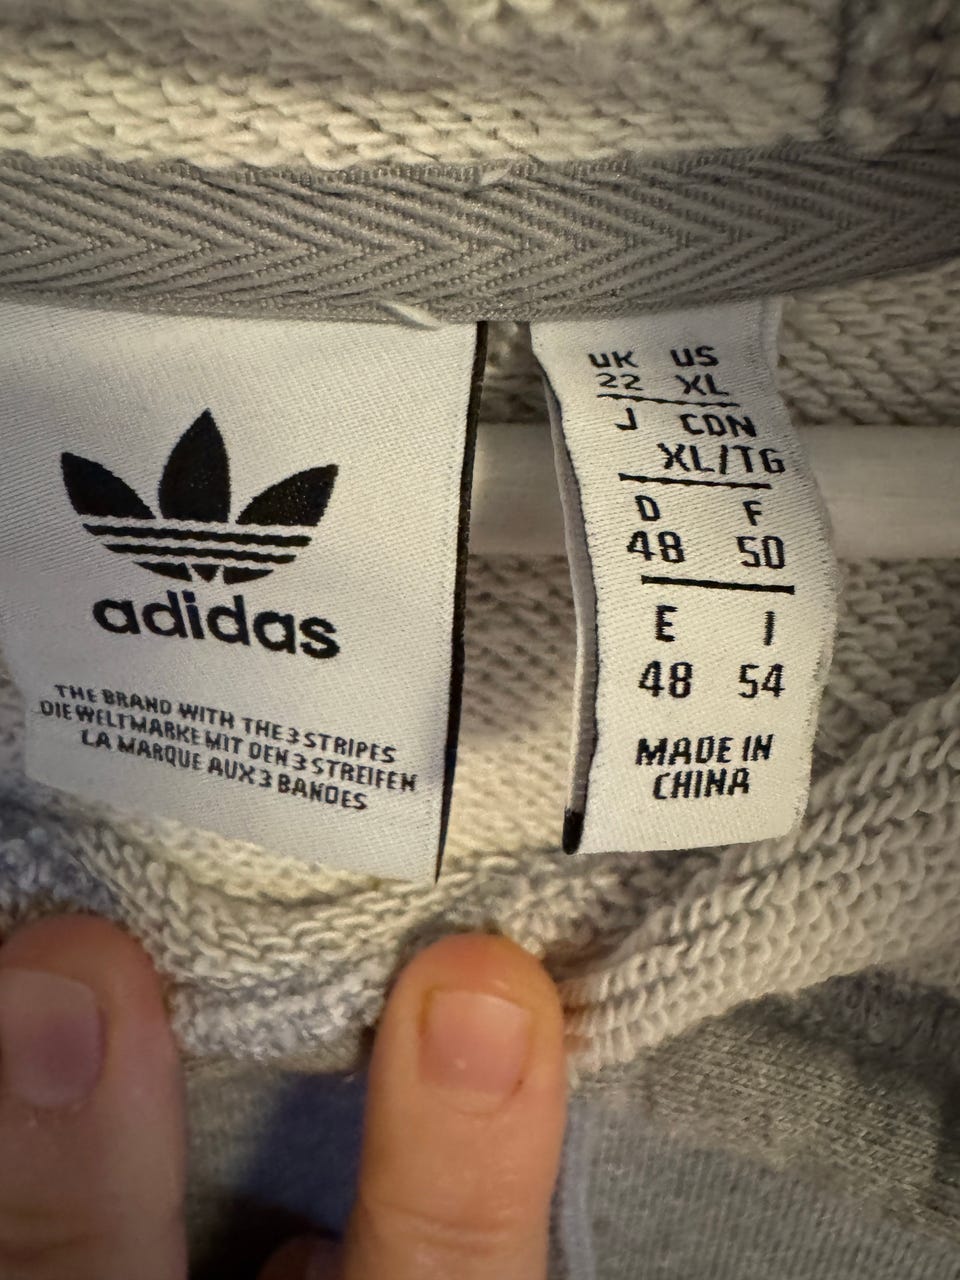 adidas
THE BRAND WITH THE 3 STRIPES
DIE WELTMARKE MIT DEN 3 STREIFEN
LA MARQUE AUX 3 BANDES
UK US
22 XL
J CDN
XL/TG
D F
48 50
E I
48 54
MADE IN
CHINA